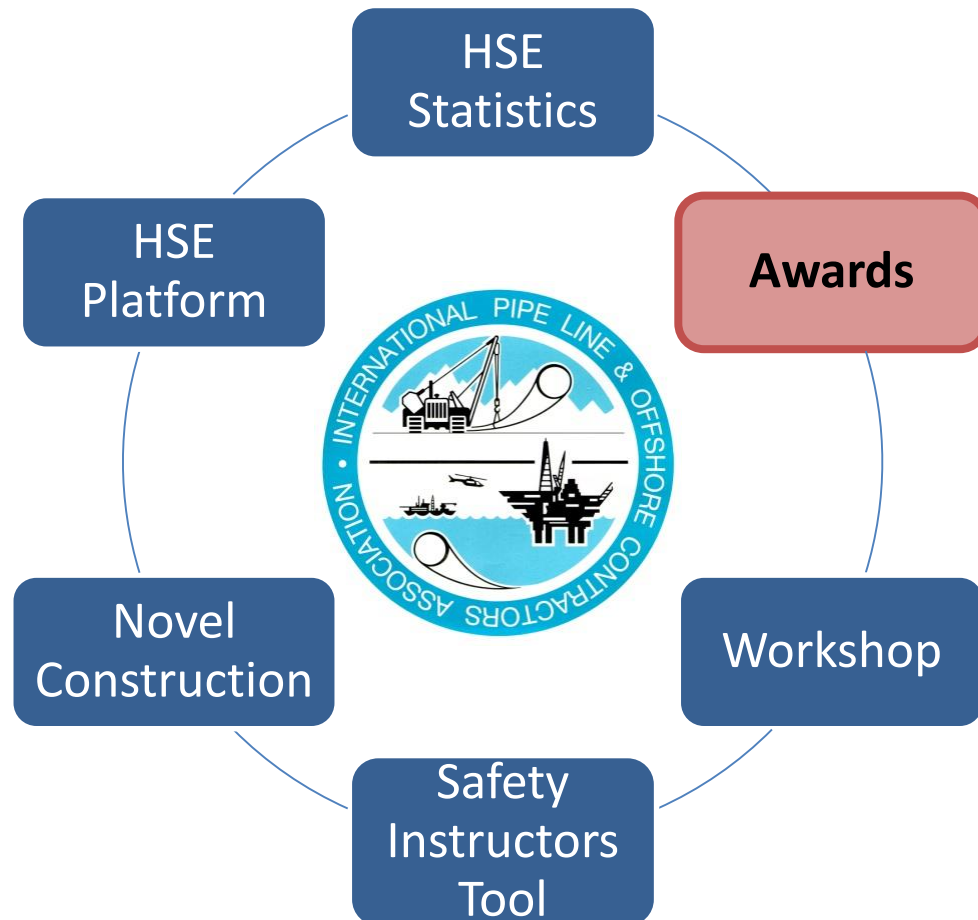 HSE
Statistics
Awards
Workshop
Safety
Instructors
Tool
Novel
Construction
HSE
Platform
INTERNATIONAL PIPE LINE & OFFSHORE CONTRACTORS ASSOCIATION •